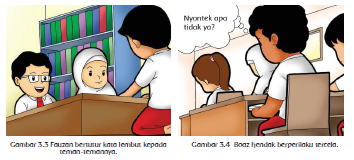 Nyontek apa
tidak ya?
Gambar 3.3 Fauzan bertutur kata lembut kepada
teman-temannya.
Gambar 3.4 Boaz hendak berperilaku tercela.